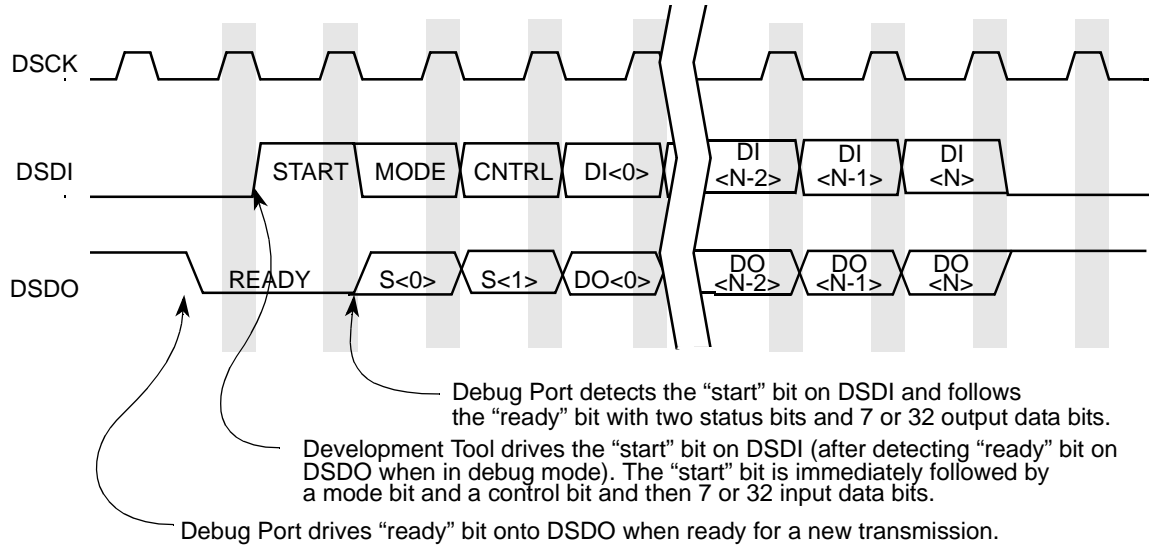 DSCK
DSDI
START
MODE
CNTRL
DI<0>
DI
<N-2>
DI
<N-1>
DI
<N>
DSDO
READY
S<0>
S<1>
DO<0>
DO
<N-2>
DO
<N-1>
DO
<N>
Debug Port detects the “start” bit on DSDI and follows
the “ready” bit with two status bits and 7 or 32 output data bits.
Development Tool drives the “start” bit on DSDI (after detecting “ready” bit on
DSDO when in debug mode). The “start” bit is immediately followed by
a mode bit and a control bit and then 7 or 32 input data bits.
Debug Port drives “ready” bit onto DSDO when ready for a new transmission.